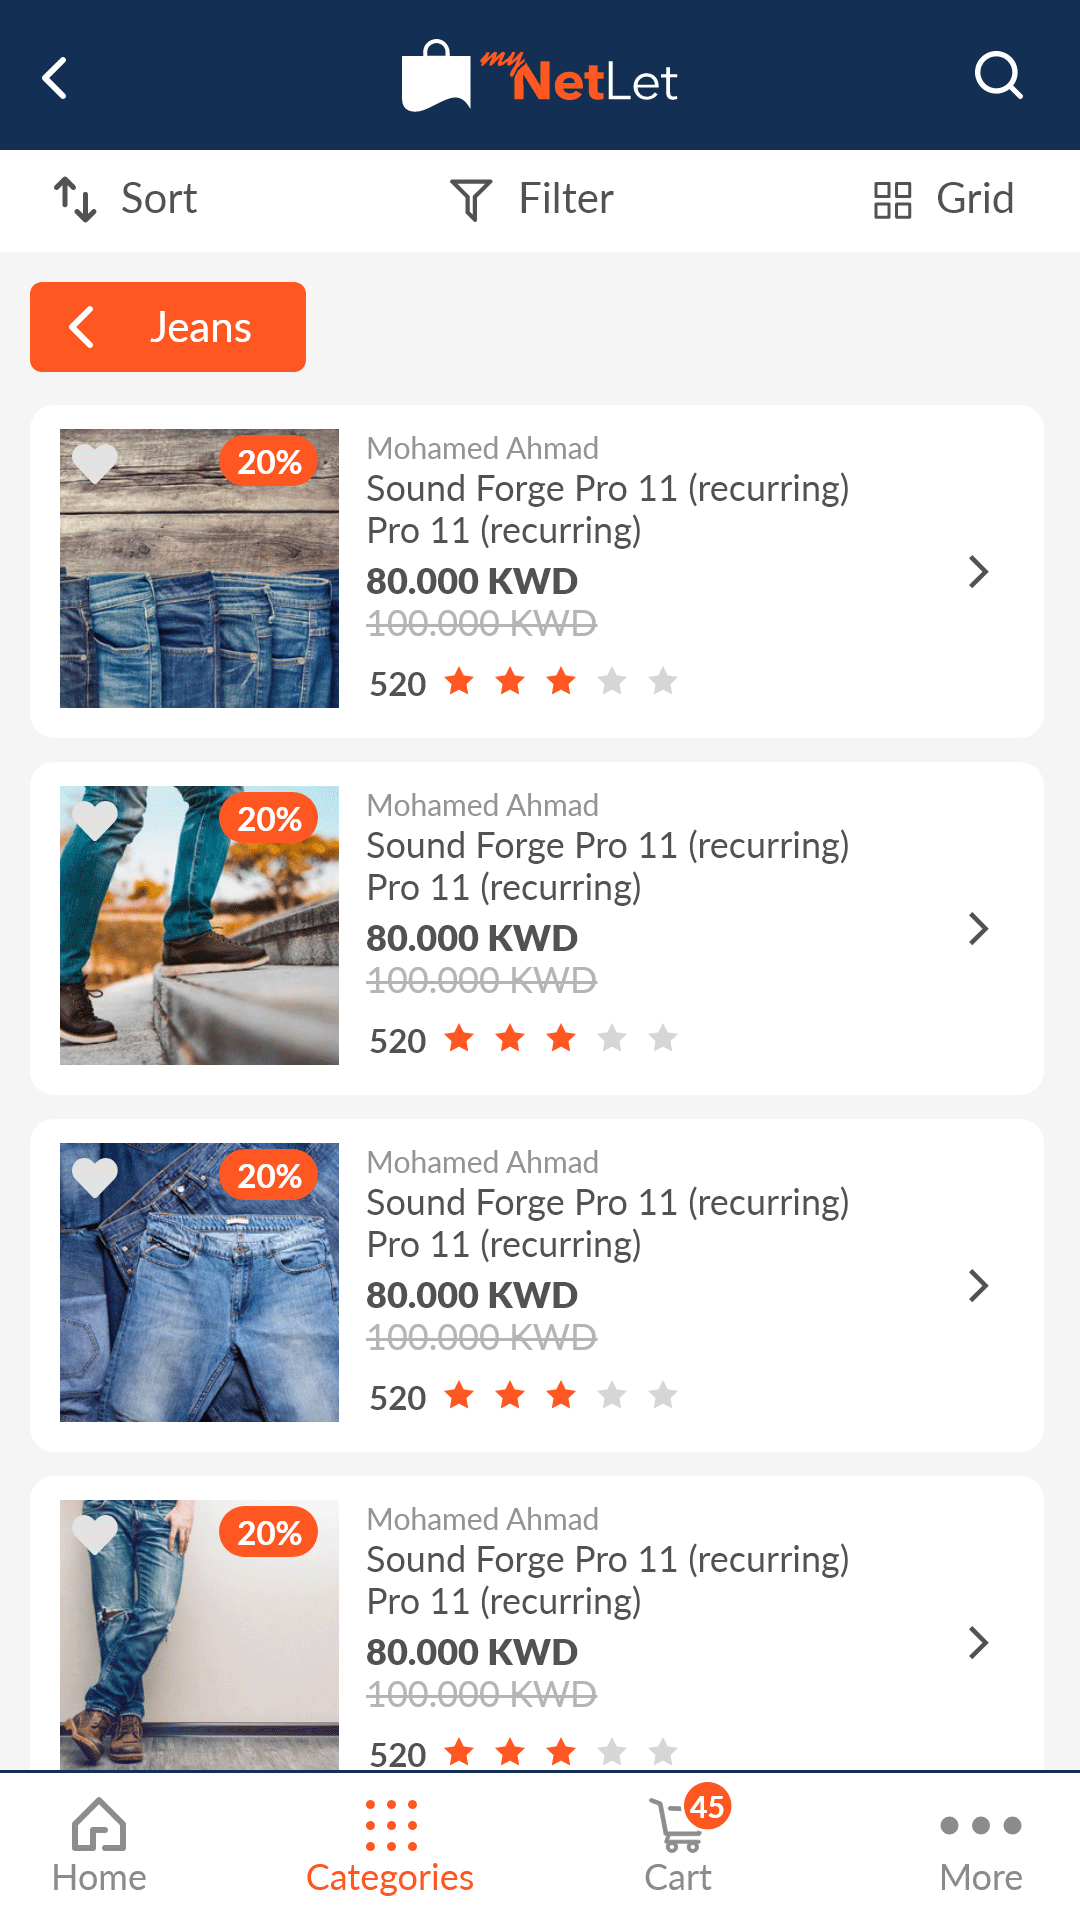 my NetLet
Sort Filter Grid
Jeans
20%
Mohamed Ahmad
Sound Forge Pro 11 (recurring)
Pro 11 (recurring)
80.000 KWD
100.000 KWD
520
20%
Mohamed Ahmad
Sound Forge Pro 11 (recurring)
Pro 11 (recurring)
80.000 KWD
100.000 KWD
520
20%
Mohamed Ahmad
Sound Forge Pro 11 (recurring)
Pro 11 (recurring)
80.000 KWD
100.000 KWD
520
20%
Mohamed Ahmad
Sound Forge Pro 11 (recurring)
Pro 11 (recurring)
80.000 KWD
100.000 KWD
520
45
Home Categories Cart More